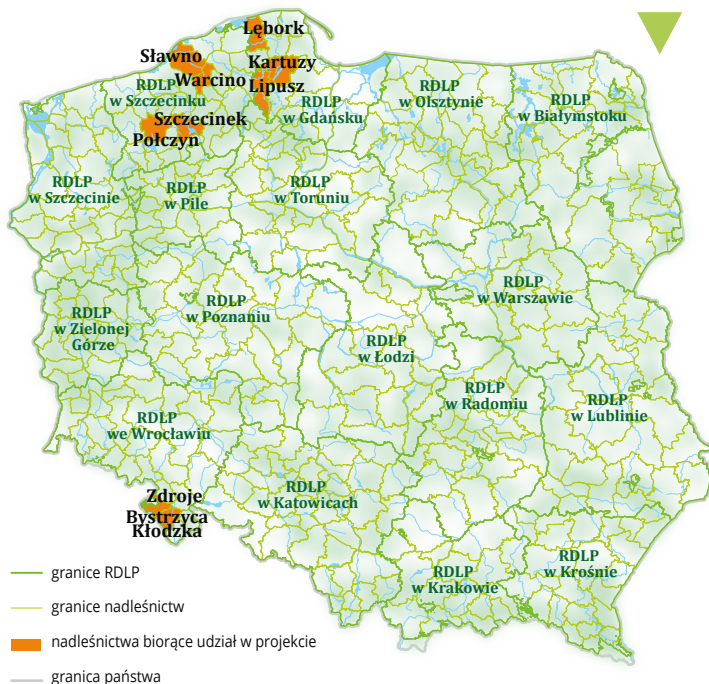 Lębork
Sławno
Kartuzy
Warcino
Lipusz
RDLP
w Szczecinku
RDLP
w Gdańsku
RDLP
w Olsztynie
RDLP
w Białymstoku
Szczecinek
Połczyn
RDLP
w Szczecinie
RDLP
w Pile
RDLP
w Toruniu
RDLP
w Zielonej
Górze
RDLP
w Poznaniu
RDLP
w Warszawie
RDLP
w Łodzi
RDLP
w Radomiu
RDLP
w Lublinie
RDLP
we Wrocławiu
RDLP
w Katowicach
Zdroje
Bystrzyca
Kłodzka
RDLP
w Krakowie
RDLP
w Krośnie
granice RDLP
granice nadleśnictw
nadleśnictwa biorące udział w projekcie
granica państwa